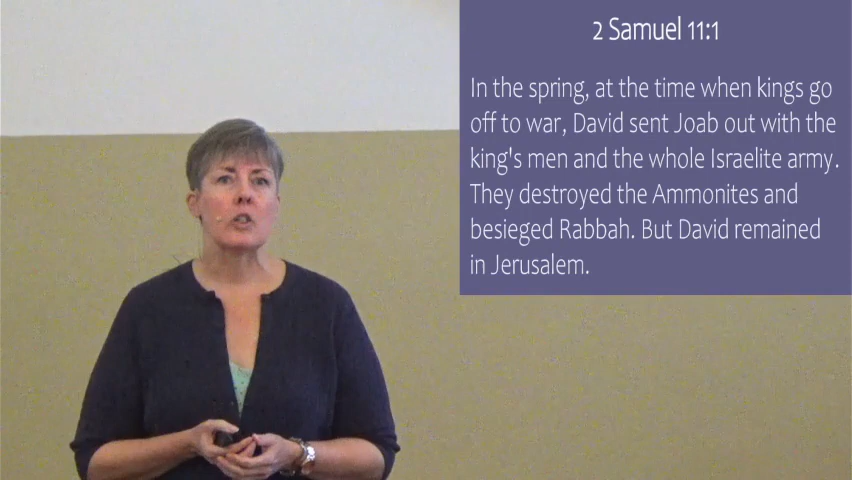 2 Samuel 11:1
In the spring, at the time when kings go
off to war, David sent Joab out with the
king's men and the whole Israelite army.
They destroyed the Ammonites and
besieged Rabbah. But David remained
in Jerusalem.